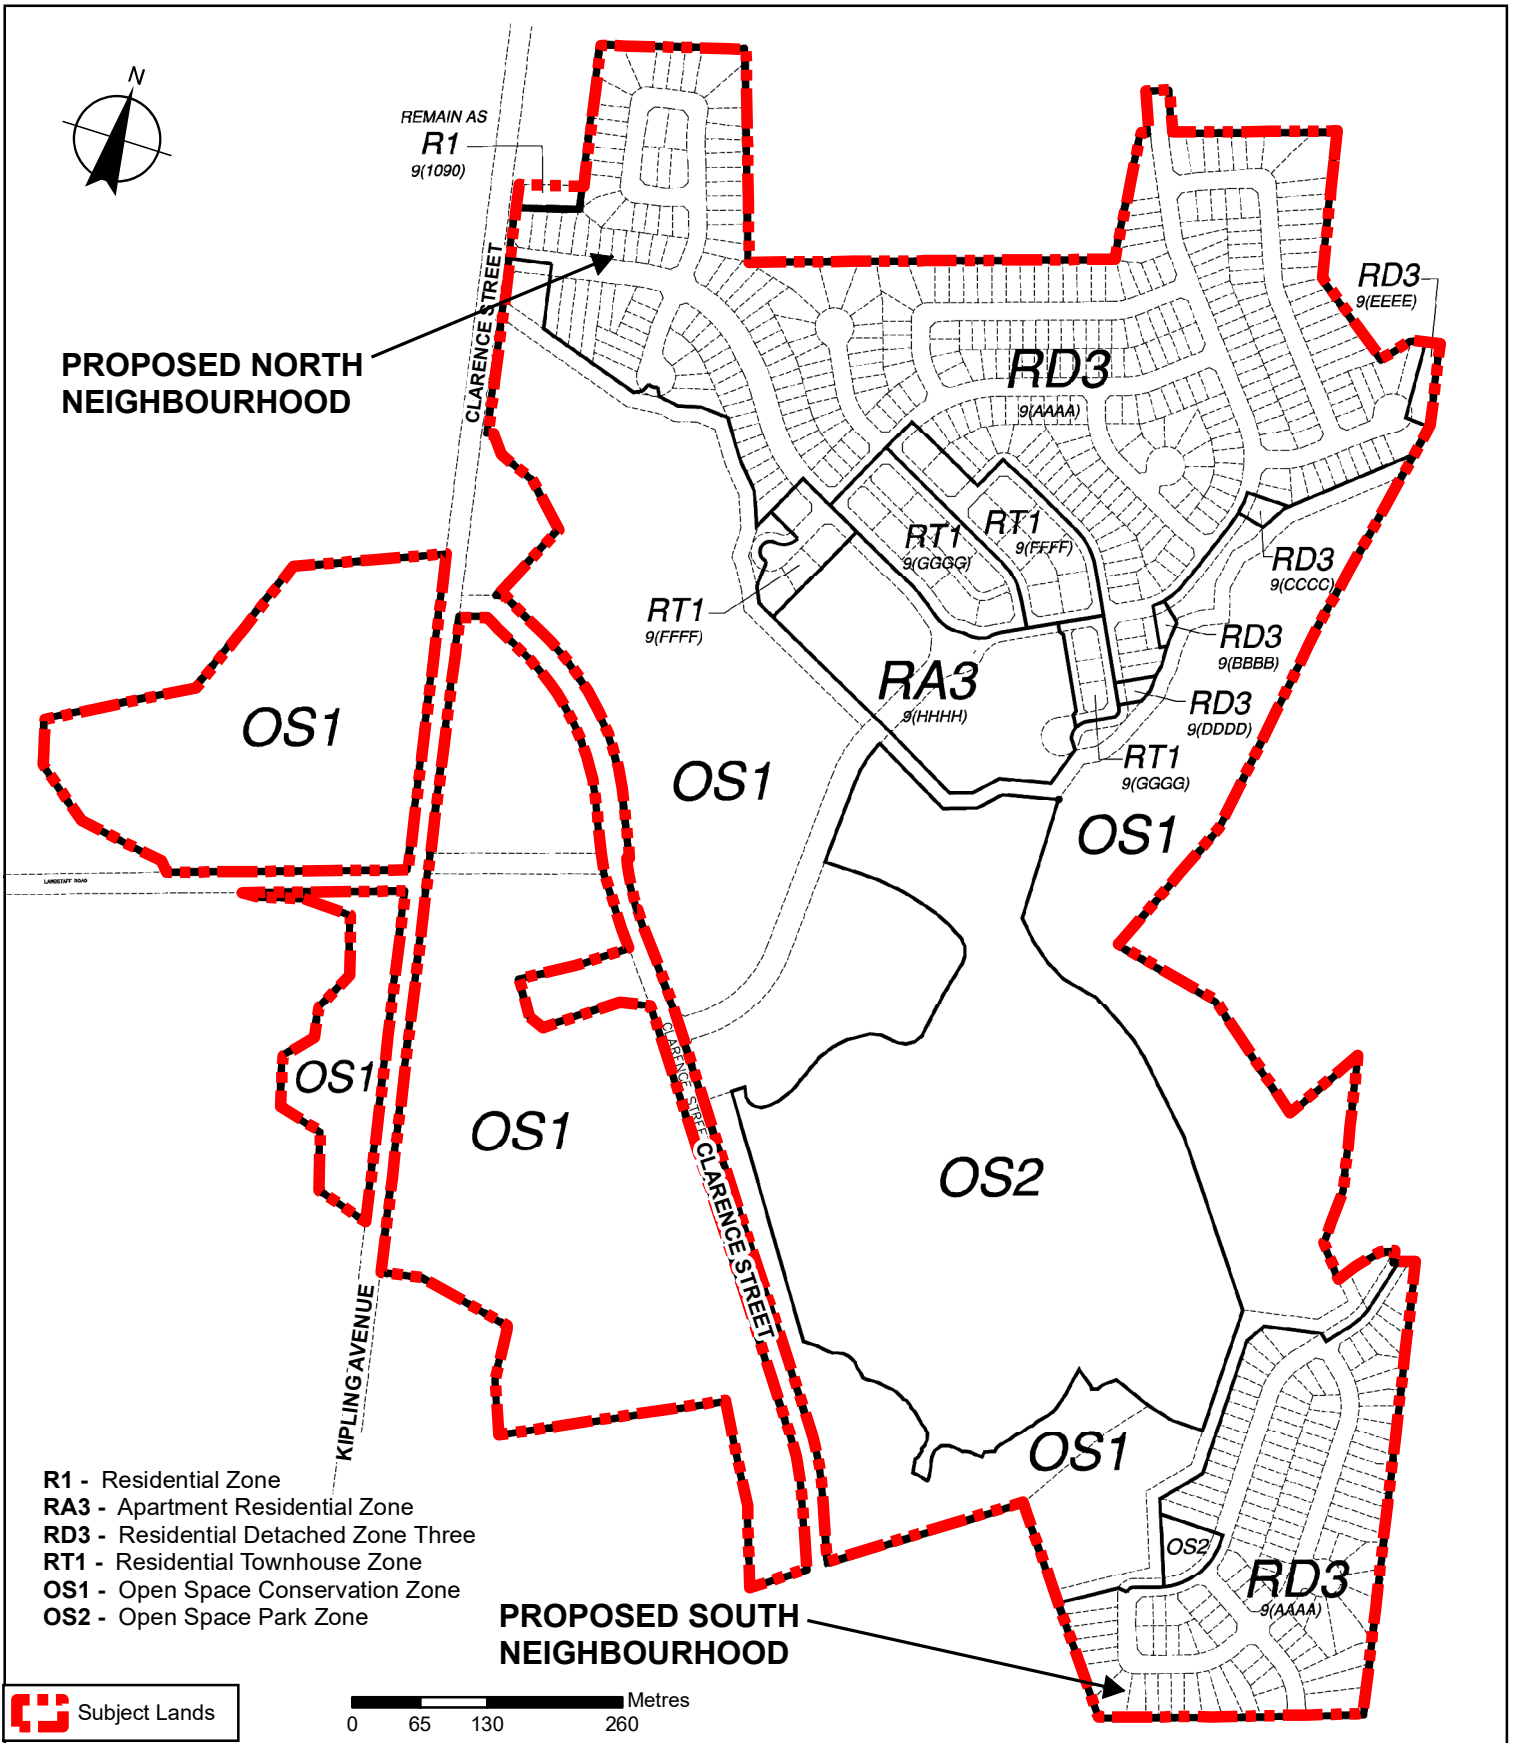 N
REMAIN AS
R1
9(1090)
CLARENCE STREET
PROPOSED NORTH
NEIGHBOURHOOD
RD3
9(EEEE)
RD3
9(AAAA)
RT1
9(GGGG)
RT1
9(FFFF)
RD3
9(CCCC)
RT1
9(FFFF)
RD3
9(BBBB)
RA3
9(HHHH)
RD3
9(DDDD)
RT1
9(GGGG)
OS1
OS1
OS1
LANGSTAFF ROAD
OS1
OS1
CLARENCE STREE
CLARENCE STREET
OS2
KIPLING AVENUE
OS1
OS2
RD3
9(AAAA)
R1 - Residential Zone
RA3 - Apartment Residential Zone
RD3 - Residential Detached Zone Three
RT1 - Residential Townhouse Zone
OS1 - Open Space Conservation Zone
OS2 - Open Space Park Zone
PROPOSED SOUTH
NEIGHBOURHOOD
Subject Lands
Metres
0 65 130 260